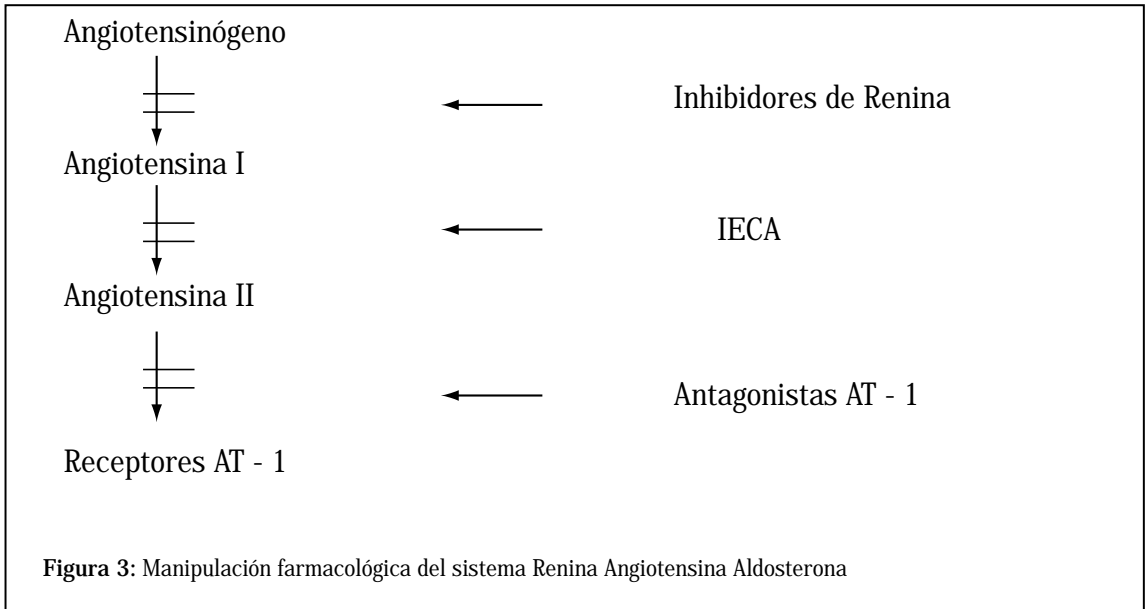 Angiotensinógeno
Inhibidores de Renina
Angiotensina I
IECA
Angiotensina II
Antagonistas AT - 1
Receptores AT - 1
Figura 3: Manipulación farmacológica del sistema Renina Angiotensina Aldosterona